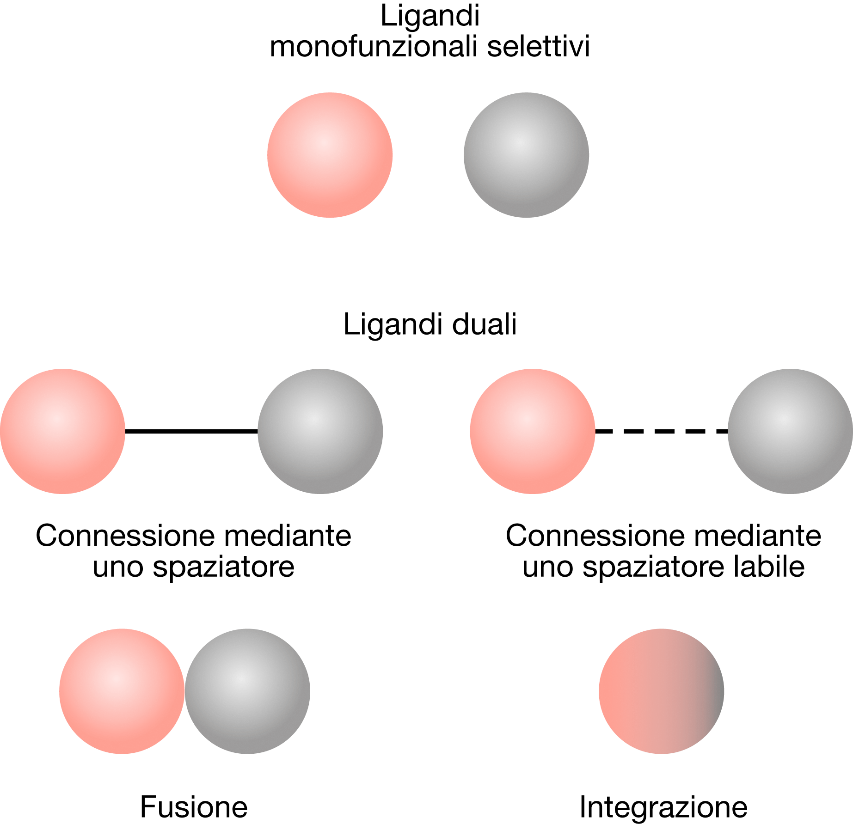 Ligandi
monofunzionali selettivi
Ligandi duali
Connessione mediante
uno spaziatore
Connessione mediante
uno spaziatore labile
Fusione
Integrazione